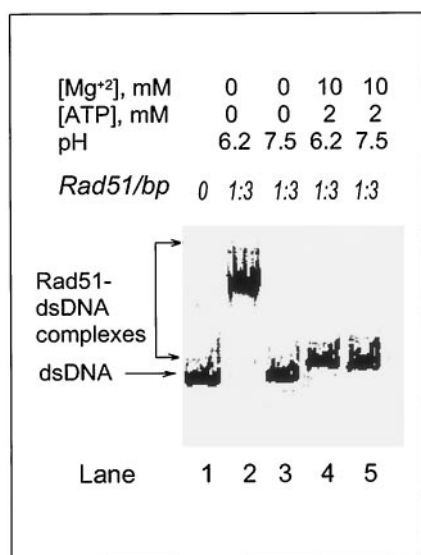 [Mg⁺²], mM 0 0 10 10
[ATP], mM 0 0 2 2
pH 6.2 7.5 6.2 7.5
Rad51/bp 0 1:3 1:3 1:3 1:3
Rad51-
dsDNA
complexes
dsDNA
Lane 1 2 3 4 5